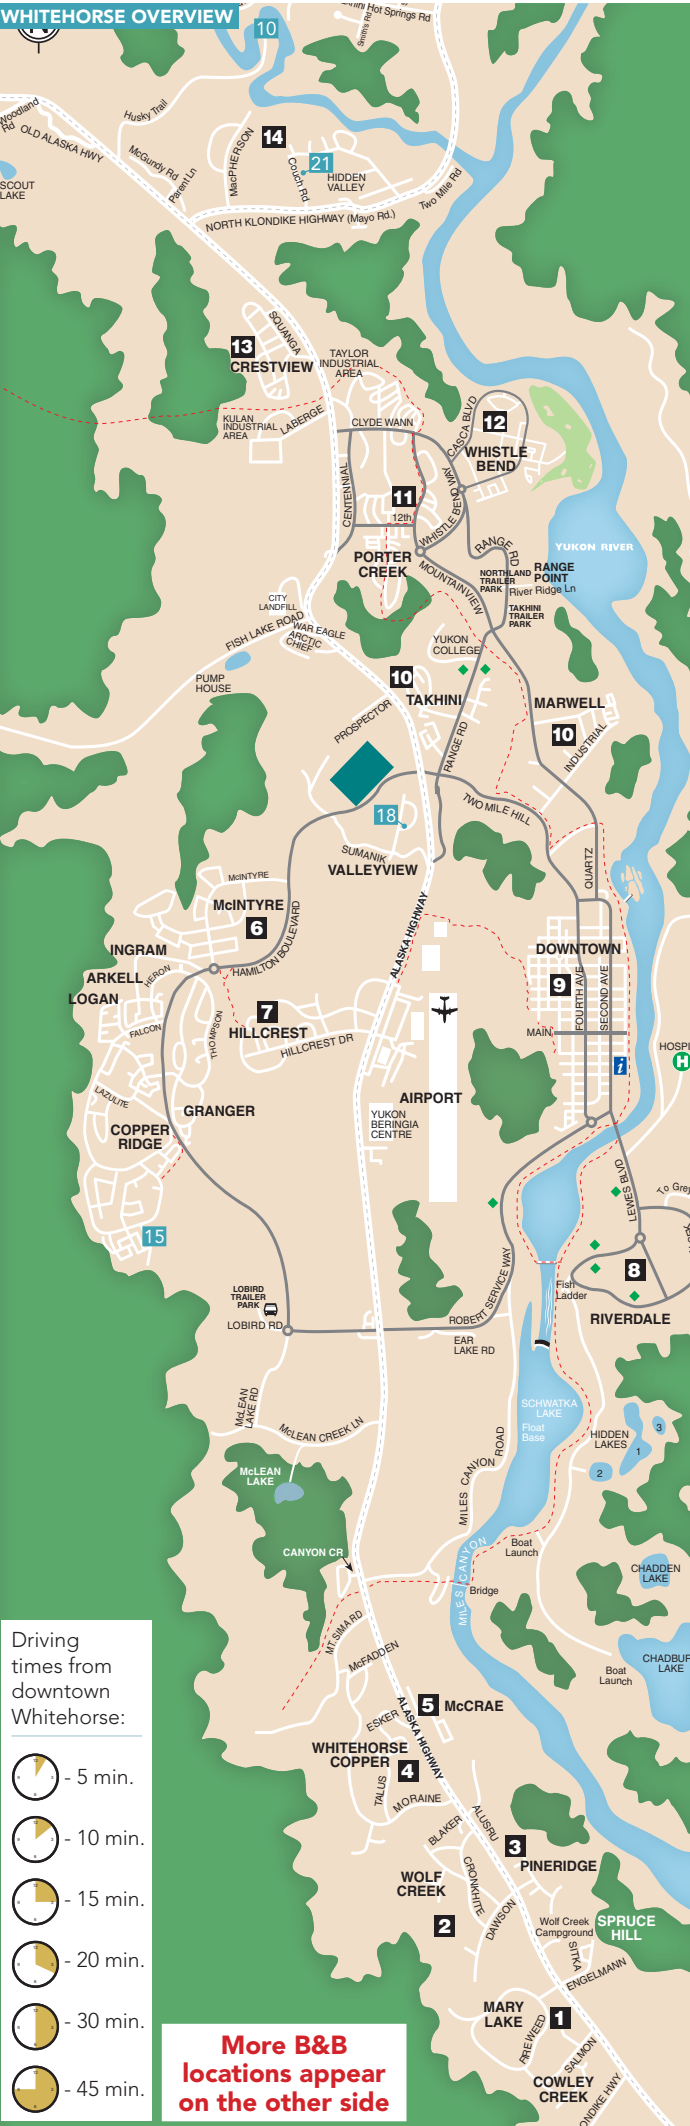 WHITEHORSE OVERVIEW
N
10
Hot Springs Rd
Smith's Rd
Woodland
Rd
OLD ALASKA HWY
Husky Trail
McGundy Rd
Parent Ln
MacPHERSON
14
Couch Rd
21
HIDDEN
VALLEY
SCOUT
LAKE
Two Mile Rd
NORTH KLONDIKE HIGHWAY (Mayo Rd.)
SQUANGA
13
CRESTVIEW
TAYLOR
INDUSTRIAL
AREA
KULAN
INDUSTRIAL
AREA
LABERGE
CLYDE WANN
CASCA BLVD
12
WHISTLE
BEND
CENTENNIAL
11
12th
WHISTLE BEND WAY
PORTER
CREEK
MOUNTAINVIEW
RANGE RD
YUKON RIVER
NORTHLAND
TRAILER
PARK
RANGE
POINT
River Ridge Ln
TAKHINI
TRAILER
PARK
CITY
LANDFILL
FISH LAKE ROAD
WAR EAGLE
ARCTIC
CHIEF
YUKON
COLLEGE
PUMP
HOUSE
10
TAKHINI
MARWELL
PROSPECTOR
RANGE RD
10
INDUSTRIAL
TWO MILE HILL
18
SUMANIK
VALLEYVIEW
QUARTZ
McINTYRE
McINTYRE
6
HAMILTON BOULEVARD
ALASKA HIGHWAY
INGRAM
ARKELL
HERON
LOGAN
DOWNTOWN
9
FOURTH AVE
SECOND AVE
MAIN
7
HILLCREST
HILLCREST DR
FALCON
THOMPSON
i
HOSPI
H
LAZULITE
GRANGER
COPPER
RIDGE
AIRPORT
YUKON
BERINGIA
CENTRE
15
LEWES BLVD
To Grey
8
RIVERDALE
LOBIRD
TRAILER
PARK
LOBIRD RD
ROBERT SERVICE WAY
Fish
Ladder
EAR
LAKE RD
McLEAN
LAKE RD
McLEAN CREEK LN
McLEAN
LAKE
SCHWATKA
LAKE
Float
Base
HIDDEN
LAKES
1
2
3
MILES CANYON ROAD
CANYON CR
MILES CANYON
Boat
Launch
Bridge
CHADDEN
LAKE
CHADBUR
LAKE
Boat
Launch
MT. SIMA RD
McFADDEN
Driving
times from
downtown
Whitehorse:
- 5 min.
- 10 min.
- 15 min.
- 20 min.
- 30 min.
- 45 min.
ESKER
ALASKA HIGHWAY
5
McCRAE
WHITEHORSE
COPPER
4
TALUS
MORAINE
BLAKER
ALUSRU
3
PINERIDGE
WOLF
CREEK
CRONKHITE
2
DAWSON
Wolf Creek
Campground
SPRUCE
HILL
SITKA
ENGELMANN
MARY
LAKE
1
FIREWEED
SALMON
COWLEY
CREEK
ONDIKE HWY
More B&B
locations appear
on the other side